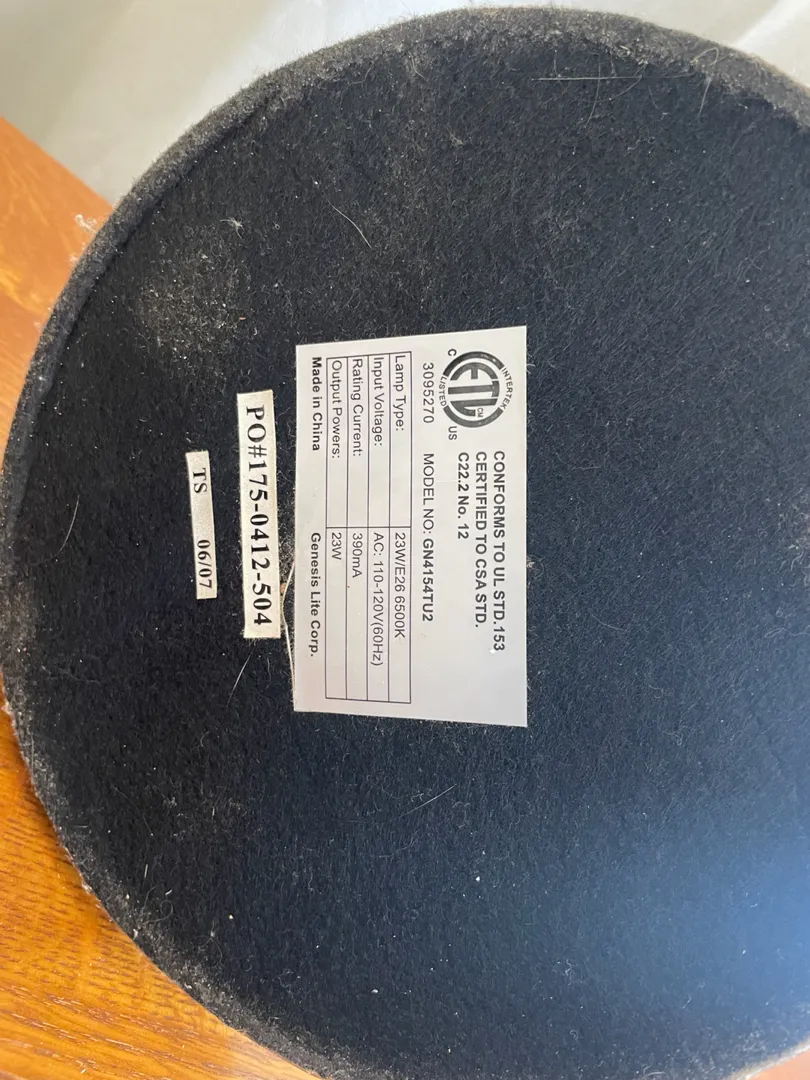 INTERTEK
ETL CM
LISTED
C US
3095270
CONFORMS TO UL STD.153
CERTIFIED TO CSA STD.
C22.2 No. 12
MODEL NO: GN4154TU2
Lamp Type: 23W/E26 6500K
Input Voltage: AC: 110-120V(60Hz)
Rating Current: 390mA
Output Powers: 23W
Made in China Genesis Lite Corp.
PO#175-0412-504
TS 06/07